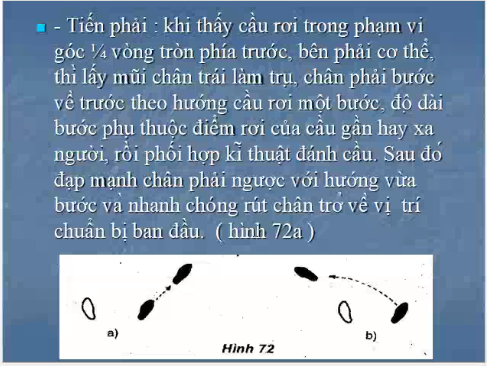 - Tiến phải : khi thấy cầu rơi trong phạm vi
góc ¼ vòng tròn phía trước, bên phải cơ thể,
thì lấy mũi chân trái làm trụ, chân phải bước
về trước theo hướng cầu rơi một bước, độ dài
bước phụ thuộc điểm rơi của cầu gần hay xa
người, rồi phối hợp kĩ thuật đánh cầu. Sau đó
đạp mạnh chân phải ngược với hướng vừa
bước và nhanh chóng rút chân trở về vị trí
chuẩn bị ban đầu. ( hình 72a )
a)
b)
Hình 72